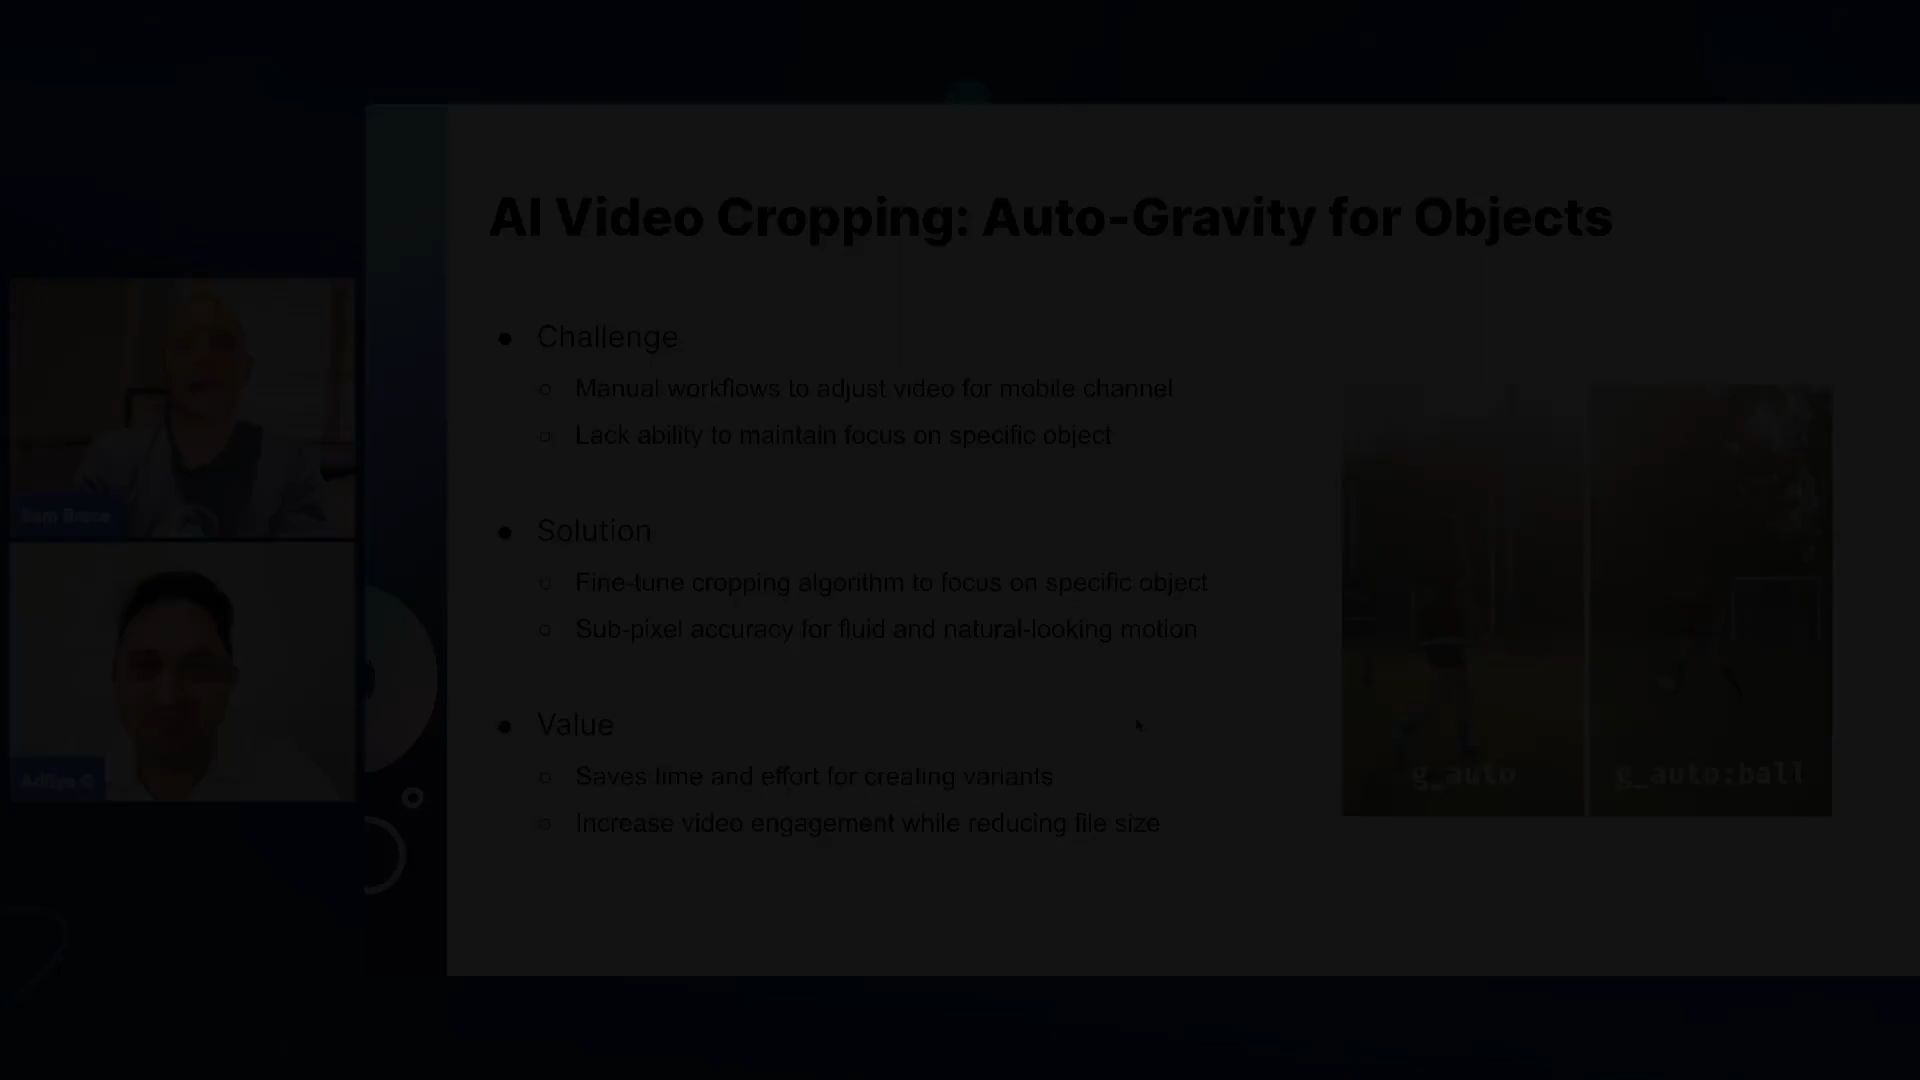 AI Video Cropping: Auto-Gravity for Objects
Challenge
Manual workflows to adjust video for mobile channel
Lack ability to maintain focus on specific object
Solution
Fine-tune cropping algorithm to focus on specific object
Sub-pixel accuracy for fluid and natural-looking motion
Value
Saves time and effort for creating variants
Increase video engagement while reducing file size
g_auto
g_auto:ball
Sam Brace